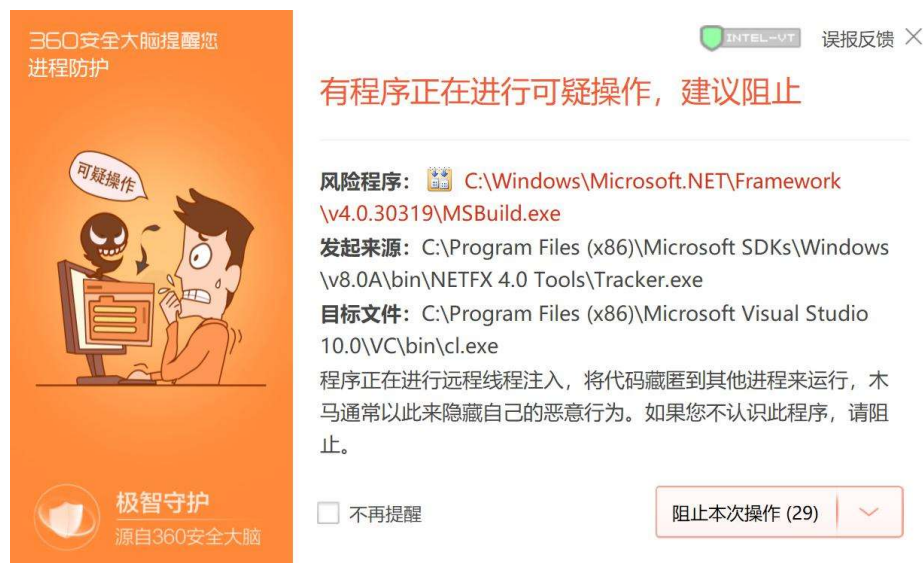 360安全大脑提醒您
进程防护
INTEL-VT
误报反馈
有程序正在进行可疑操作，建议阻止
可疑操作
风险程序： C:\Windows\Microsoft.NET\Framework
\v4.0.30319\MSBuild.exe
发起来源：C:\Program Files (x86)\Microsoft SDKs\Windows
\v8.0A\bin\NETFX 4.0 Tools\Tracker.exe
目标文件：C:\Program Files (x86)\Microsoft Visual Studio
10.0\VC\bin\cl.exe
程序正在进行远程线程注入，将代码藏匿到其他进程来运行，木
马通常以此来隐藏自己的恶意行为。如果您不认识此程序，请阻
止。
极智守护
源自360安全大脑
不再提醒
阻止本次操作 (29)